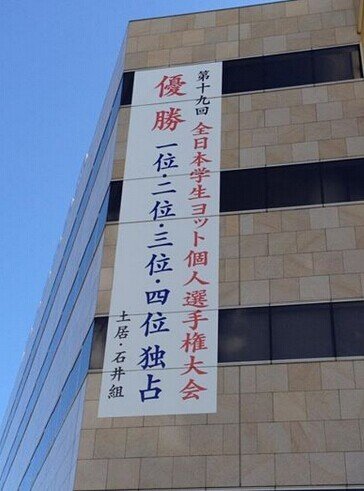 第十九回 全日本学生ヨット個人選手権大会
優勝 一位・二位・三位・四位独占
土居・石井組